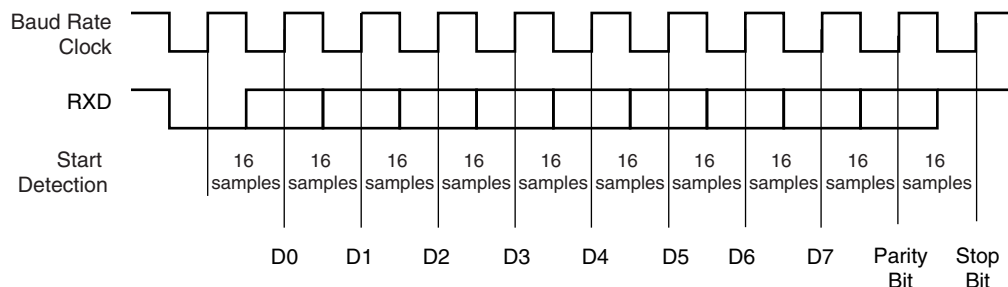 Baud Rate
Clock
RXD
Start
Detection
16
samples
16
samples
16
samples
16
samples
16
samples
16
samples
16
samples
16
samples
16
samples
16
samples
D0
D1
D2
D3
D4
D5
D6
D7
Parity
Bit
Stop
Bit